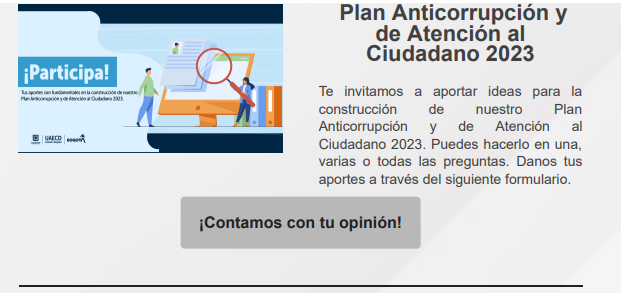 ¡Participa!
Tus aportes son fundamentales en la construcción de nuestro
Plan Anticorrupción y de Atención al Ciudadano 2023.
UAECD
BOGOTÁ
Plan Anticorrupción y
de Atención al
Ciudadano 2023
Te invitamos a aportar ideas para la
construcción de nuestro Plan
Anticorrupción y de Atención al
Ciudadano 2023. Puedes hacerlo en una,
varias o todas las preguntas. Danos tus
aportes a través del siguiente formulario.
¡Contamos con tu opinión!